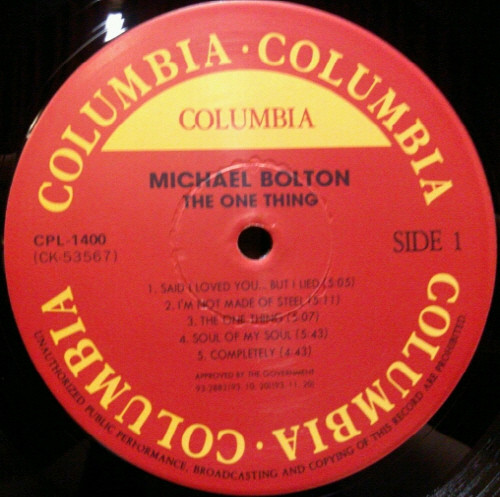 COLUMBIA · COLUMBIA
COLUMBIA
MICHAEL BOLTON
THE ONE THING
CPL-1400
(CK-53567)
SIDE 1
1. SAID I LOVED YOU... BUT I LIED (5:05)
2. I'M NOT MADE OF STEEL (5:11)
3. THE ONE THING (5:07)
4. SOUL OF MY SOUL (5:43)
5. COMPLETELY (4:43)
APPROVED BY THE GOVERNMENT
COLUMBIA · COLUMBIA
UNAUTHORIZED PUBLIC PERFORMANCE, BROADCASTING AND COPYING OF THIS RECORD ARE PROHIBITED